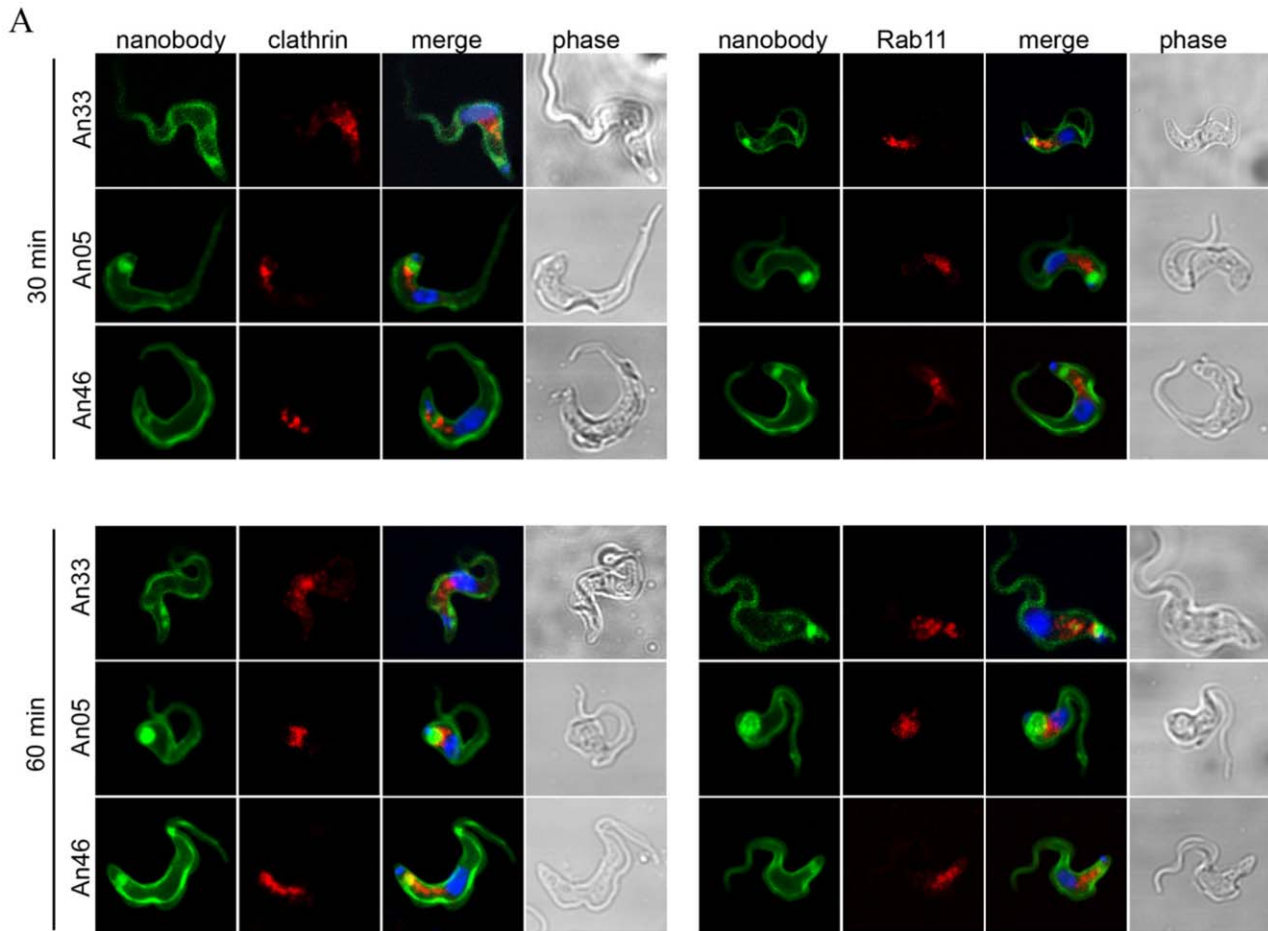 A
nanobody clathrin merge phase nanobody Rab11 merge phase
30 min
An33
An05
An46
60 min
An33
An05
An46